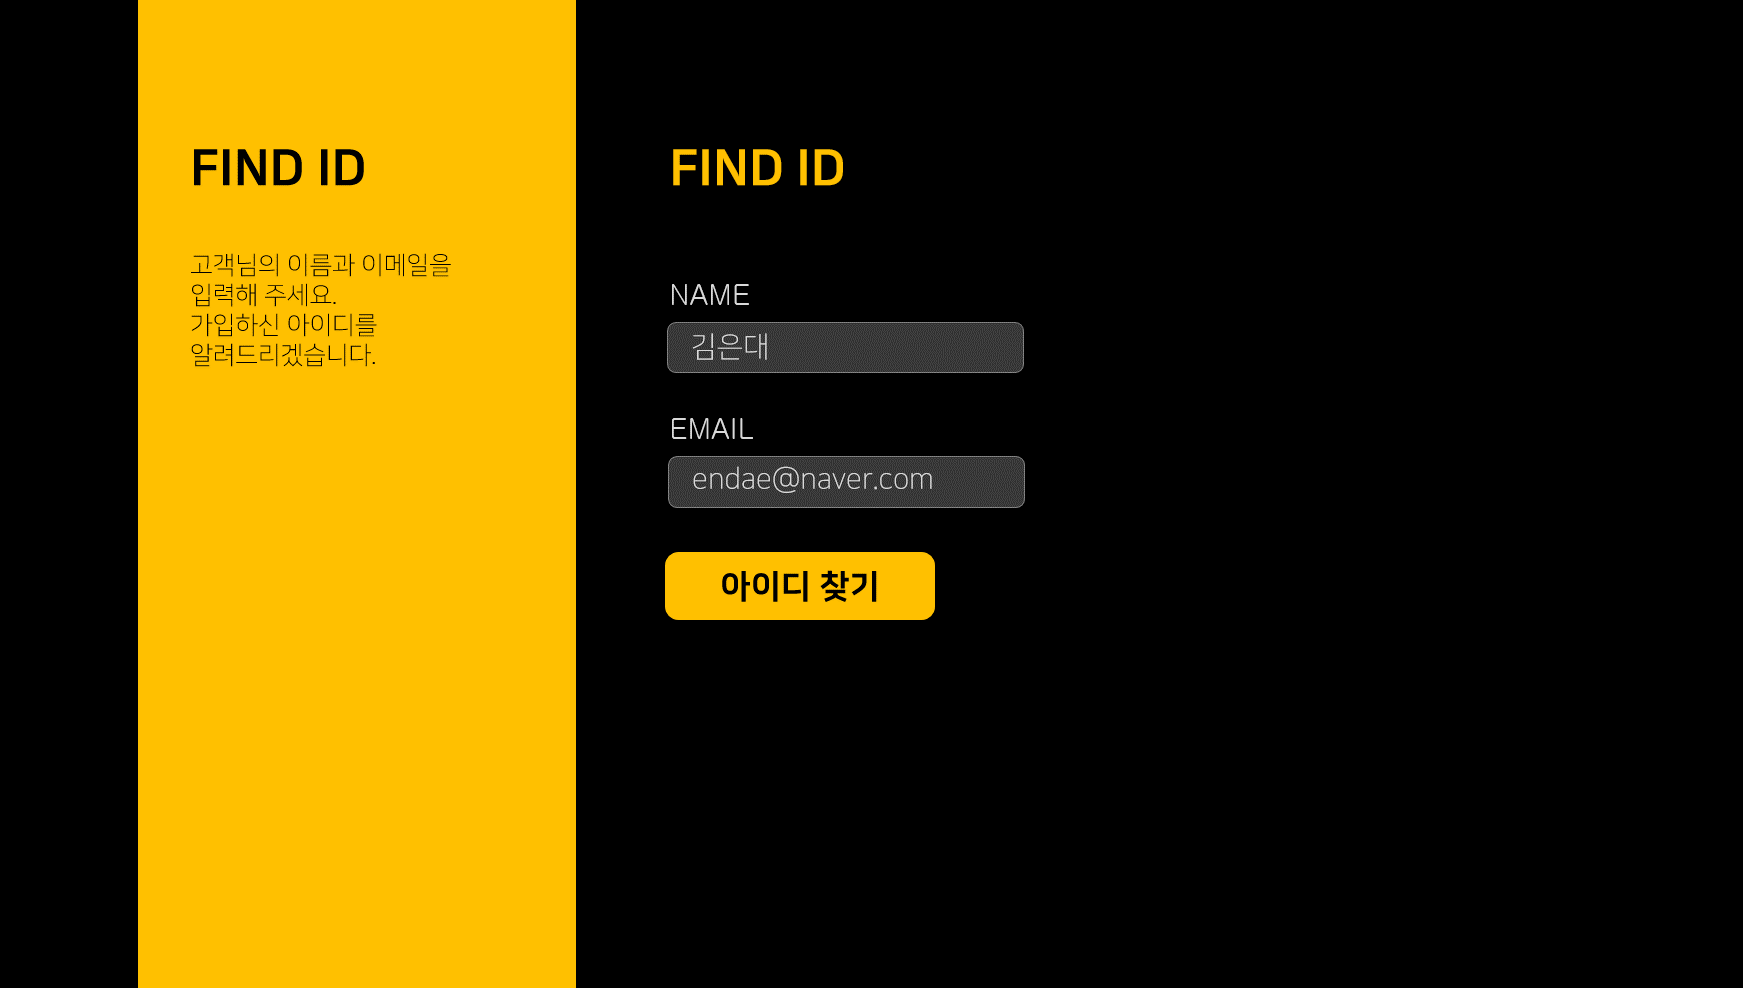 FIND ID
고객님의 이름과 이메일을
입력해 주세요.
가입하신 아이디를
알려드리겠습니다.
FIND ID
NAME
김은대
EMAIL
endae@naver.com
아이디 찾기